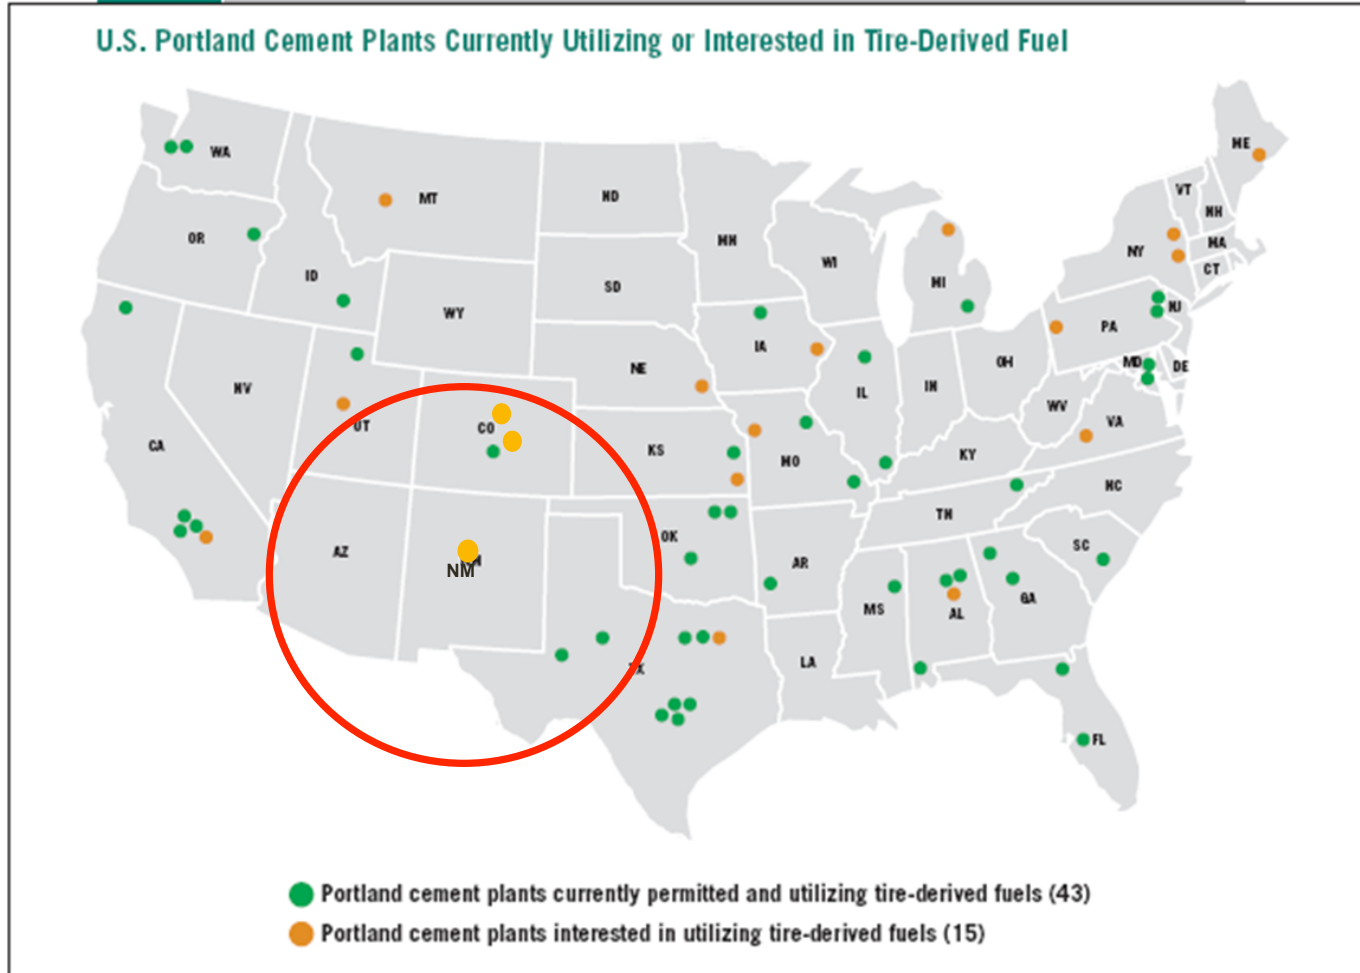 U.S. Portland Cement Plants Currently Utilizing or Interested in Tire-Derived Fuel
WA
MT
ND
MN
OR
ID
WY
SD
WI
MI
ME
VT
NH
NY
MA
CT
NV
UT
CO
NE
IA
IL
IN
OH
PA
NJ
MD
DE
WV
VA
CA
KS
MO
KY
NC
TN
AZ
NM
OK
AR
SC
MS
AL
GA
TX
LA
FL
Portland cement plants currently permitted and utilizing tire-derived fuels (43)
Portland cement plants interested in utilizing tire-derived fuels (15)